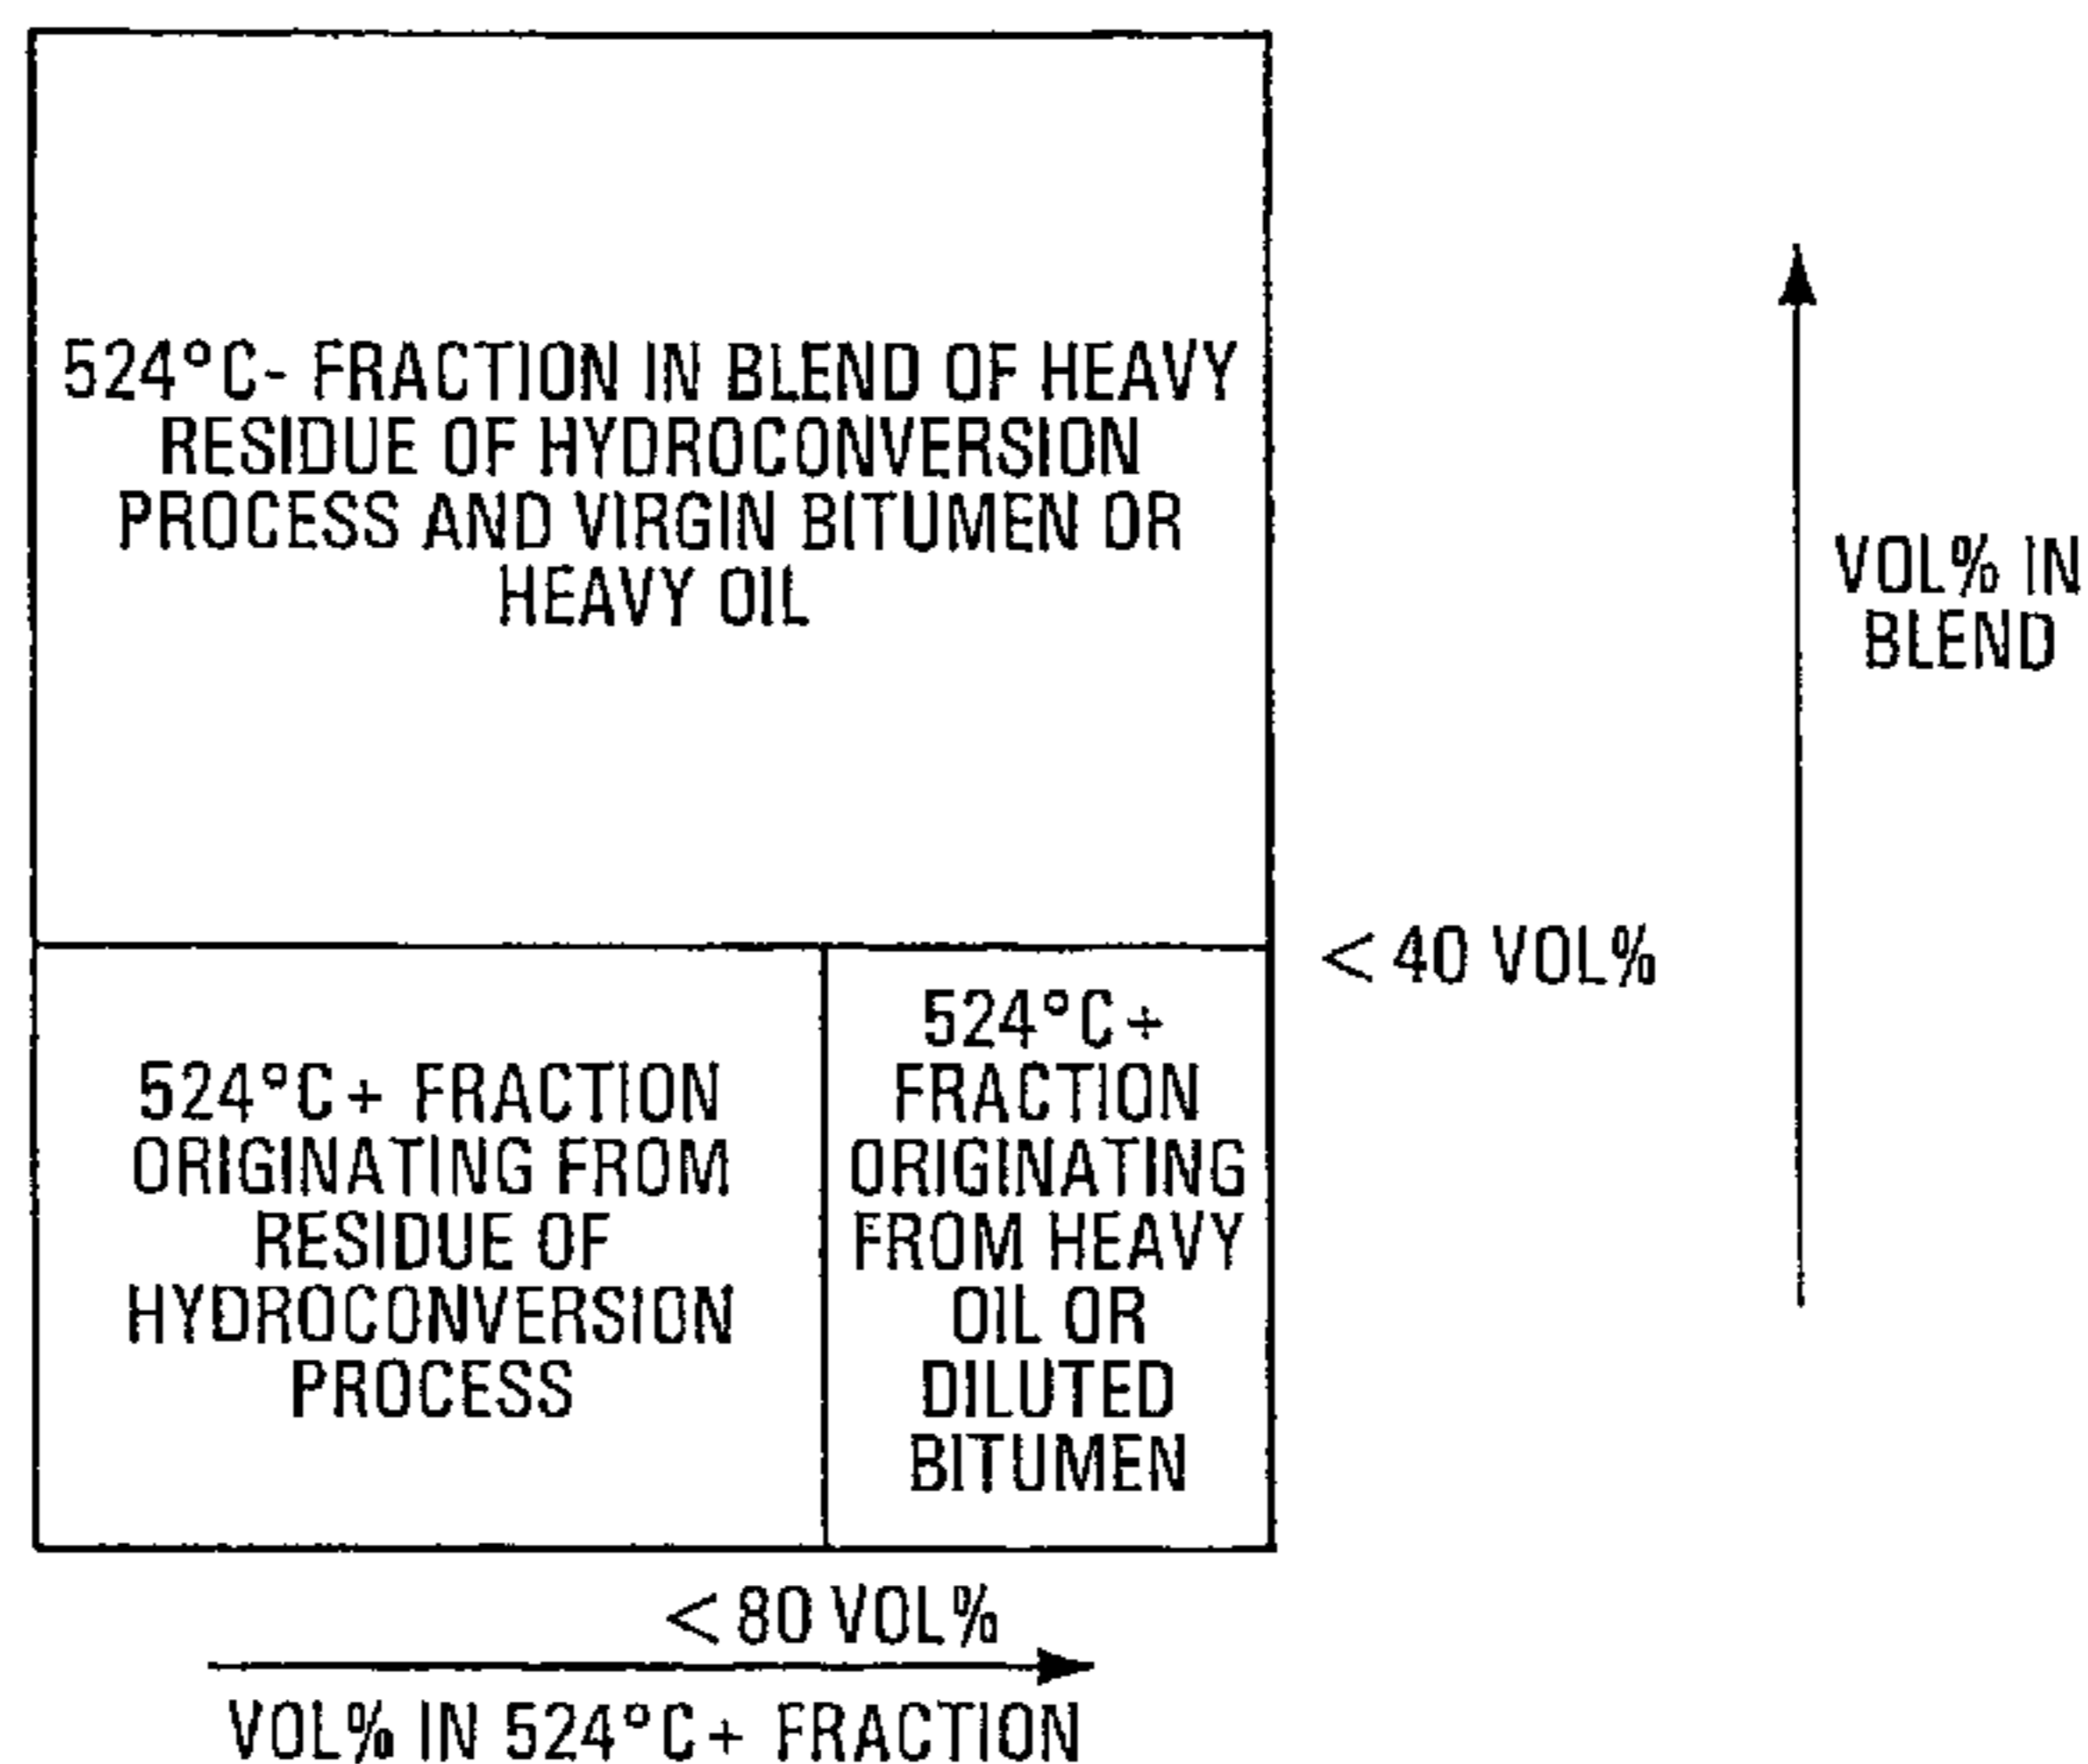 524°C- FRACTION IN BLEND OF HEAVY
RESIDUE OF HYDROCONVERSION
PROCESS AND VIRGIN BITUMEN OR
HEAVY OIL
VOL% IN
BLEND
<40 VOL%
524°C+ FRACTION
ORIGINATING FROM
RESIDUE OF
HYDROCONVERSION
PROCESS
524°C+
FRACTION
ORIGINATING
FROM HEAVY
OIL OR
DILUTED
BITUMEN
<80 VOL%
VOL% IN 524°C+ FRACTION